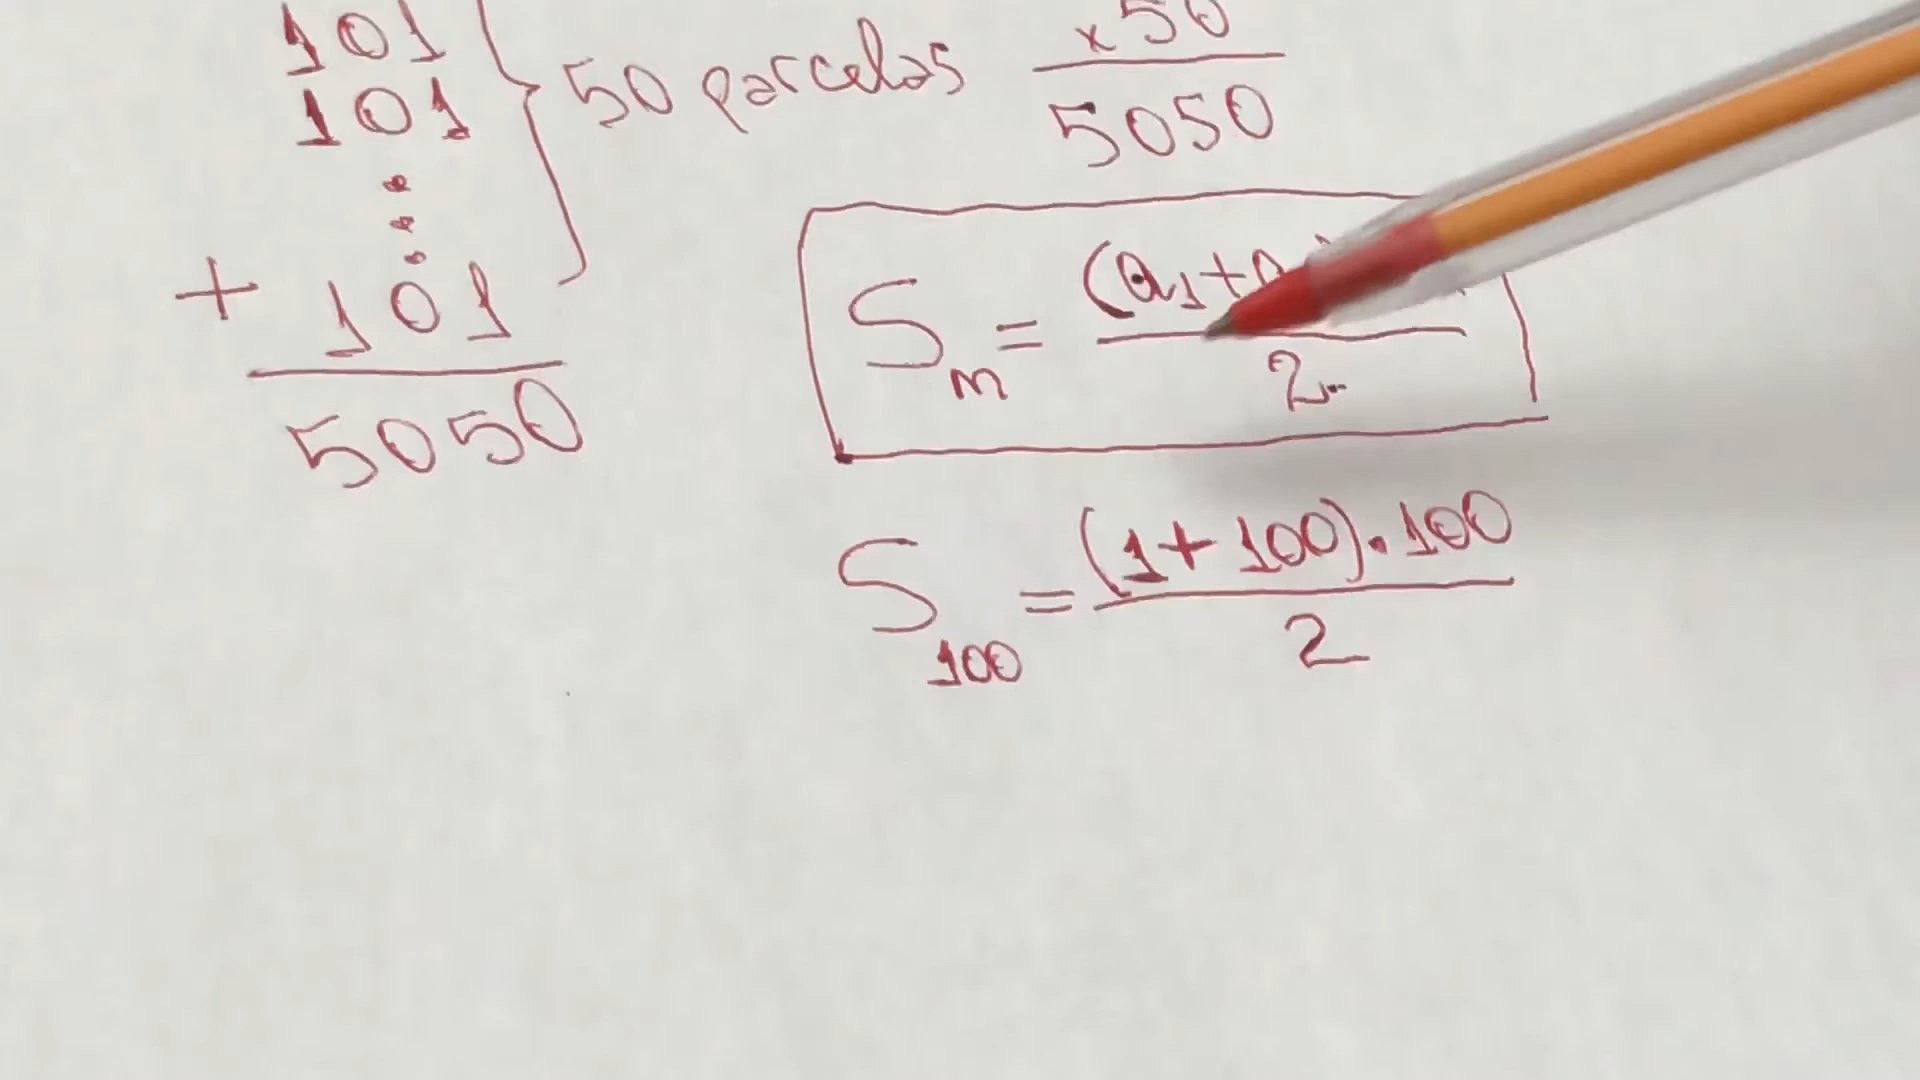 101
101 } 50 parcelas
x50
5050
+ 101
5050
Sₙ = (a₁+
2
S₁₀₀ = (1+100).100
2